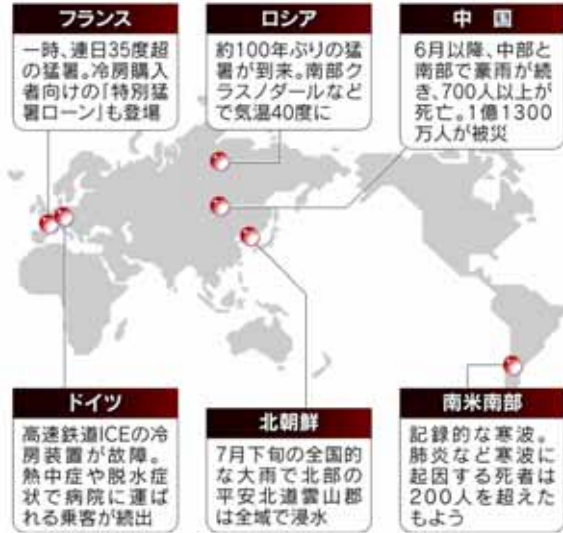 フランス
一時、連日35度超
の猛暑。冷房購入
者向けの「特別猛
暑ローン」も登場
ロシア
約100年ぶりの猛
暑が到来。南部ク
ラスノダールなど
で気温40度に
中国
6月以降、中部と
南部で豪雨が続
き、700人以上が
死亡。1億1300
万人が被災
ドイツ
高速鉄道ICEの冷
房装置が故障。
熱中症や脱水症
状で病院に運ば
れる乗客が続出
北朝鮮
7月下旬の全国的
な大雨で北部の
平安北道雲山郡
は全域で浸水
南米南部
記録的な寒波。
肺炎など寒波に
起因する死者は
200人を超えた
もよう